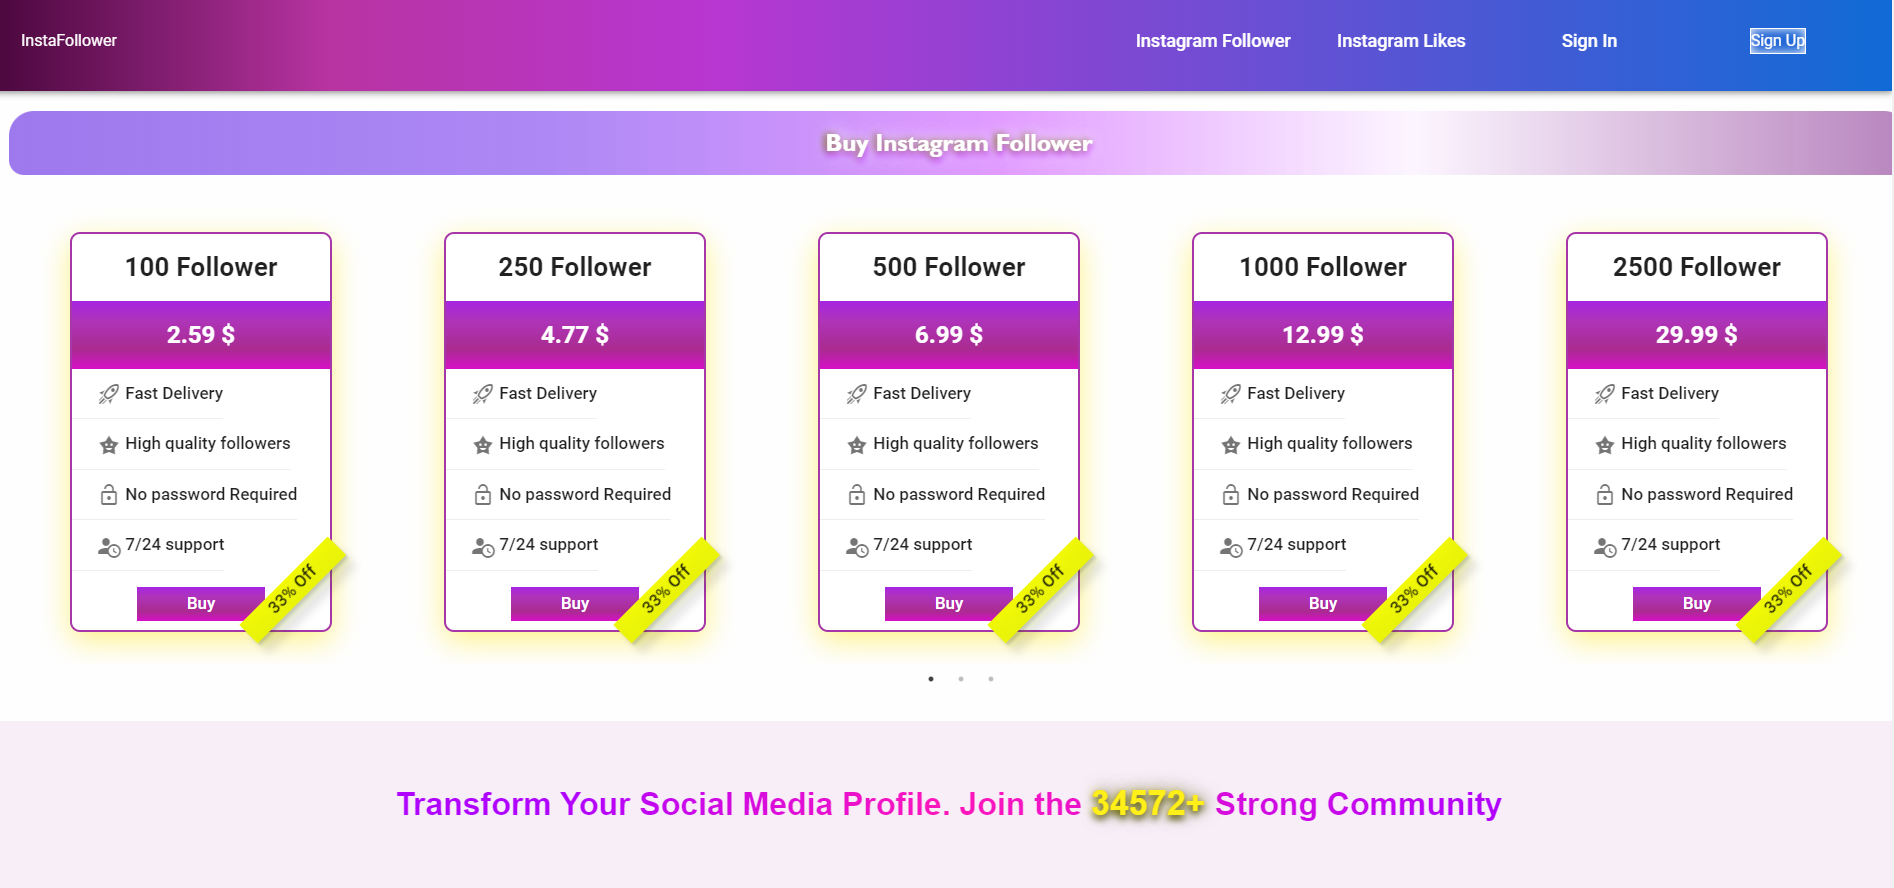 InstaFollower
Instagram Follower
Instagram Likes
Sign In
Sign Up
Buy Instagram Follower
100 Follower
2.59 $
Fast Delivery
High quality followers
No password Required
7/24 support
Buy
33% Off
250 Follower
4.77 $
Fast Delivery
High quality followers
No password Required
7/24 support
Buy
33% Off
500 Follower
6.99 $
Fast Delivery
High quality followers
No password Required
7/24 support
Buy
33% Off
1000 Follower
12.99 $
Fast Delivery
High quality followers
No password Required
7/24 support
Buy
33% Off
2500 Follower
29.99 $
Fast Delivery
High quality followers
No password Required
7/24 support
Buy
33% Off
Transform Your Social Media Profile. Join the 34572+ Strong Community